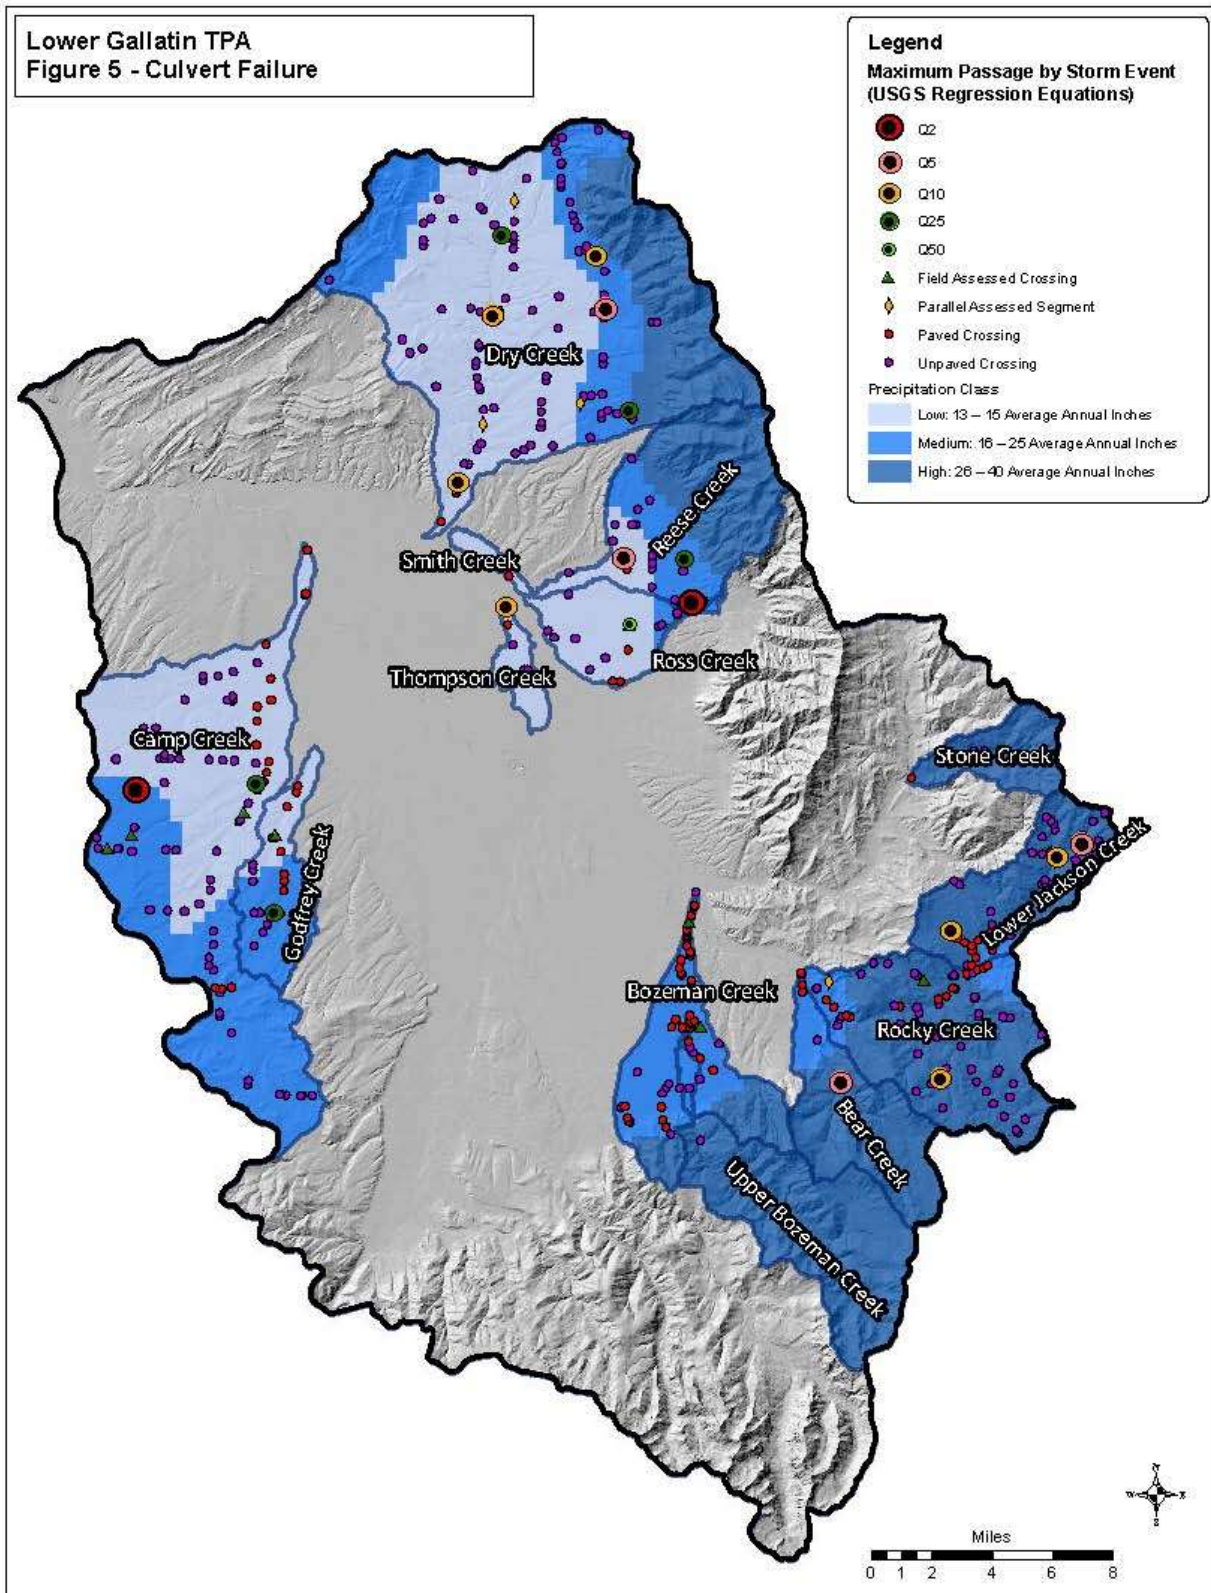 Lower Gallatin TPA
Figure 5 - Culvert Failure
Legend
Maximum Passage by Storm Event
(USGS Regression Equations)
Q2
Q5
Q10
Q25
Q50
Field Assessed Crossing
Parallel Assessed Segment
Paved Crossing
Unpaved Crossing
Precipitation Class
Low: 13 – 15 Average Annual Inches
Medium: 16 – 25 Average Annual Inches
High: 26 – 40 Average Annual Inches
Dry Creek
Reese Creek
Smith Creek
Ross Creek
Thompson Creek
Camp Creek
Stone Creek
Godfrey Creek
Lower Jackson Creek
Bozeman Creek
Rocky Creek
Bear Creek
Upper Bozeman Creek
N
W
E
S
Miles
0 1 2 4 6 8